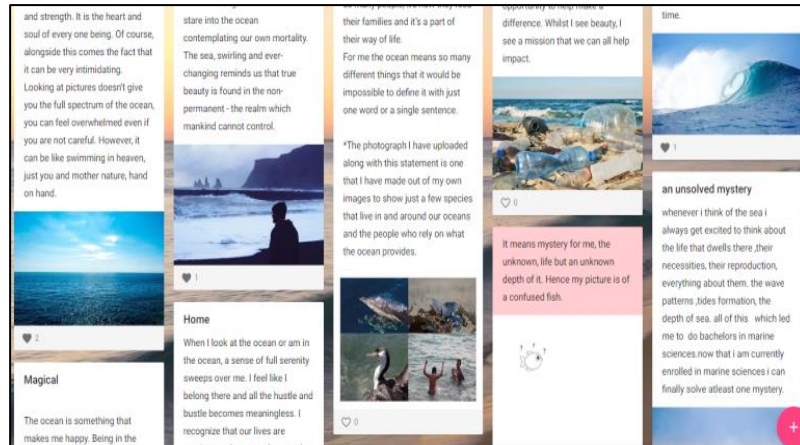 and strength. It is the heart and
soul of every one being. Of course,
alongside this comes the fact that
it can be very intimidating.
Looking at pictures doesn't give
you the full spectrum of the ocean,
you can feel overwhelmed even if
you are not careful. However, it
can be like swimming in heaven,
just you and mother nature, hand
on hand.
2
Magical
The ocean is something that
makes me happy. Being in the
stare into the ocean
contemplating our own mortality.
The sea, swirling and ever-
changing reminds us that true
beauty is found in the non-
permanent - the realm which
mankind cannot control.
1
Home
When I look at the ocean or am in
the ocean, a sense of full serenity
sweeps over me. I feel like I
belong there and all the hustle and
bustle becomes meaningless. I
recognize that our lives are
their families and it's a part of
their way of life.
For me the ocean means so many
different things that it would be
impossible to define it with just
one word or a single sentence.
*The photograph I have uploaded
along with this statement is one
that I have made out of my own
images to show just a few species
that live in and around our oceans
and the people who rely on what
the ocean provides.
0
opportunity to help make a
difference. Whilst I see beauty, I
see a mission that we can all help
impact.
0
It means mystery for me, the
unknown, life but an unknown
depth of it. Hence my picture is of
a confused fish.
? ? ?
time.
1
an unsolved mystery
whenever i think of the sea i
always get excited to think about
the life that dwells there ,their
necessities, their reproduction,
everything about them. the wave
patterns ,tides formation, the
depth of sea. all of this which led
me to do bachelors in marine
sciences.now that i am currently
enrolled in marine sciences i can
finally solve atleast one mystery.
+